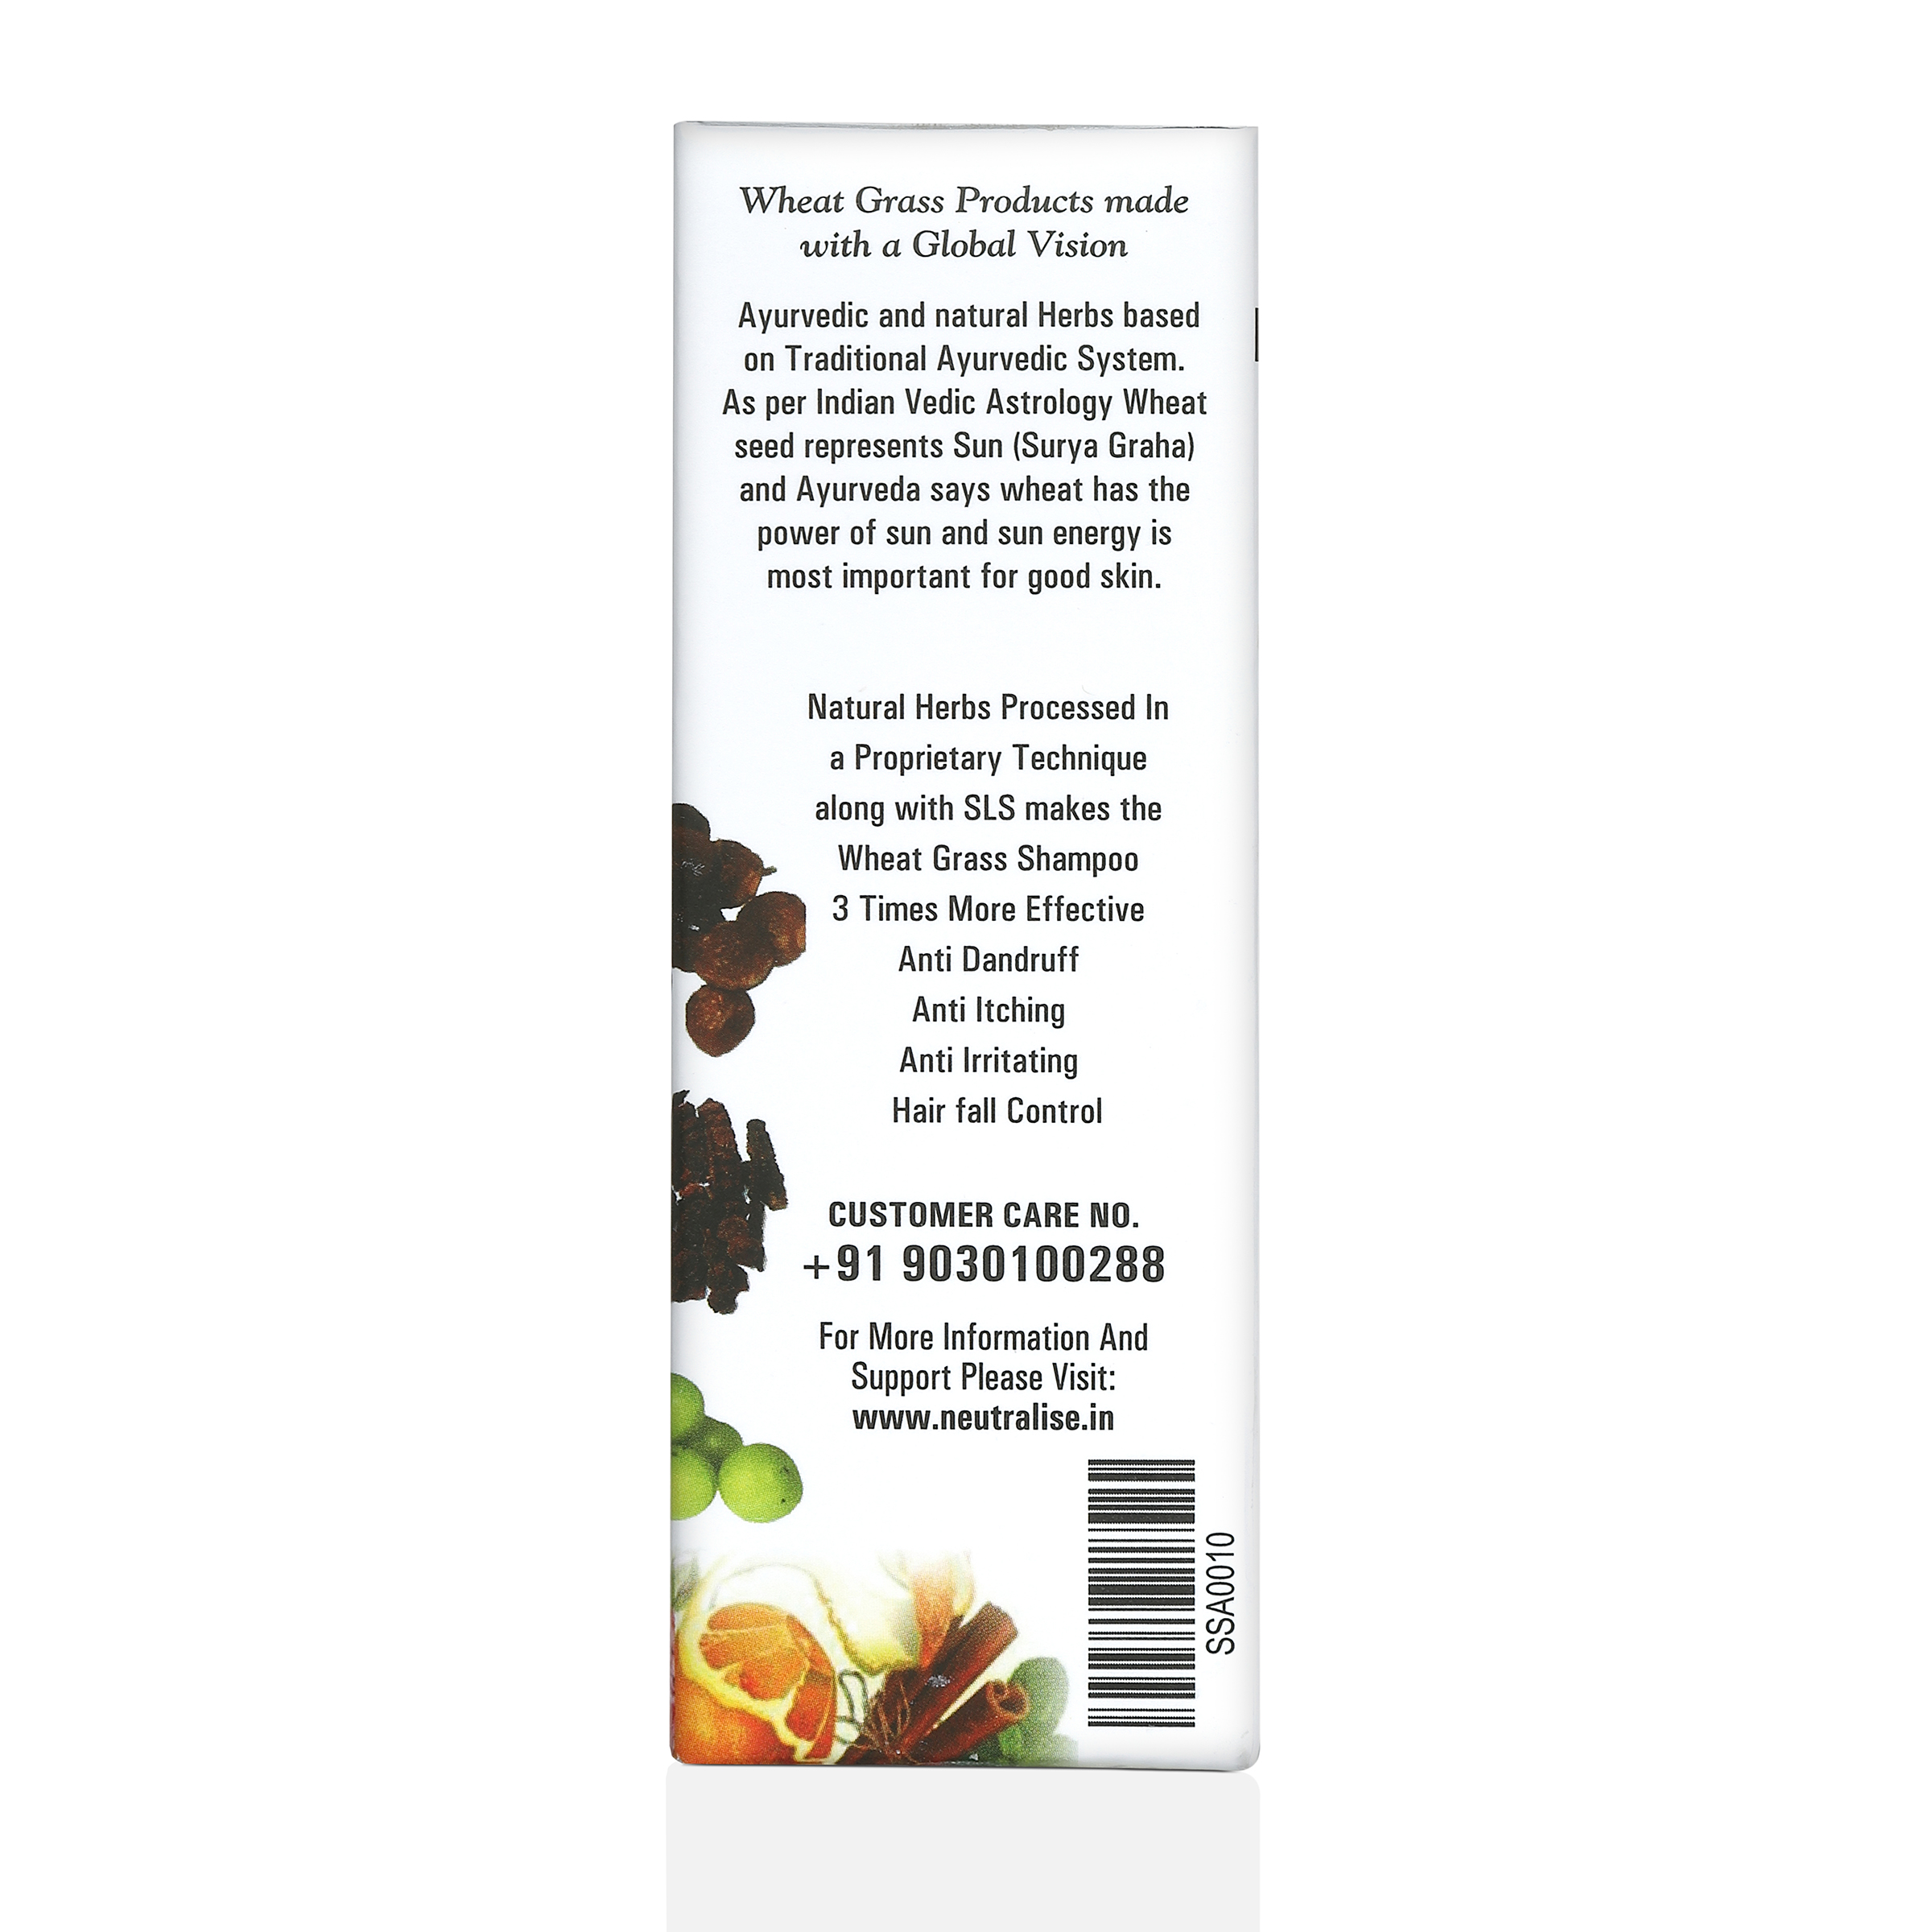 Wheat Grass Products made
with a Global Vision
Ayurvedic and natural Herbs based
on Traditional Ayurvedic System.
As per Indian Vedic Astrology Wheat
seed represents Sun (Surya Graha)
and Ayurveda says wheat has the
power of sun and sun energy is
most important for good skin.
Natural Herbs Processed In
a Proprietary Technique
along with SLS makes the
Wheat Grass Shampoo
3 Times More Effective
Anti Dandruff
Anti Itching
Anti Irritating
Hair fall Control
CUSTOMER CARE NO.
+91 9030100288
For More Information And
Support Please Visit:
www.neutralise.in
SSA0010